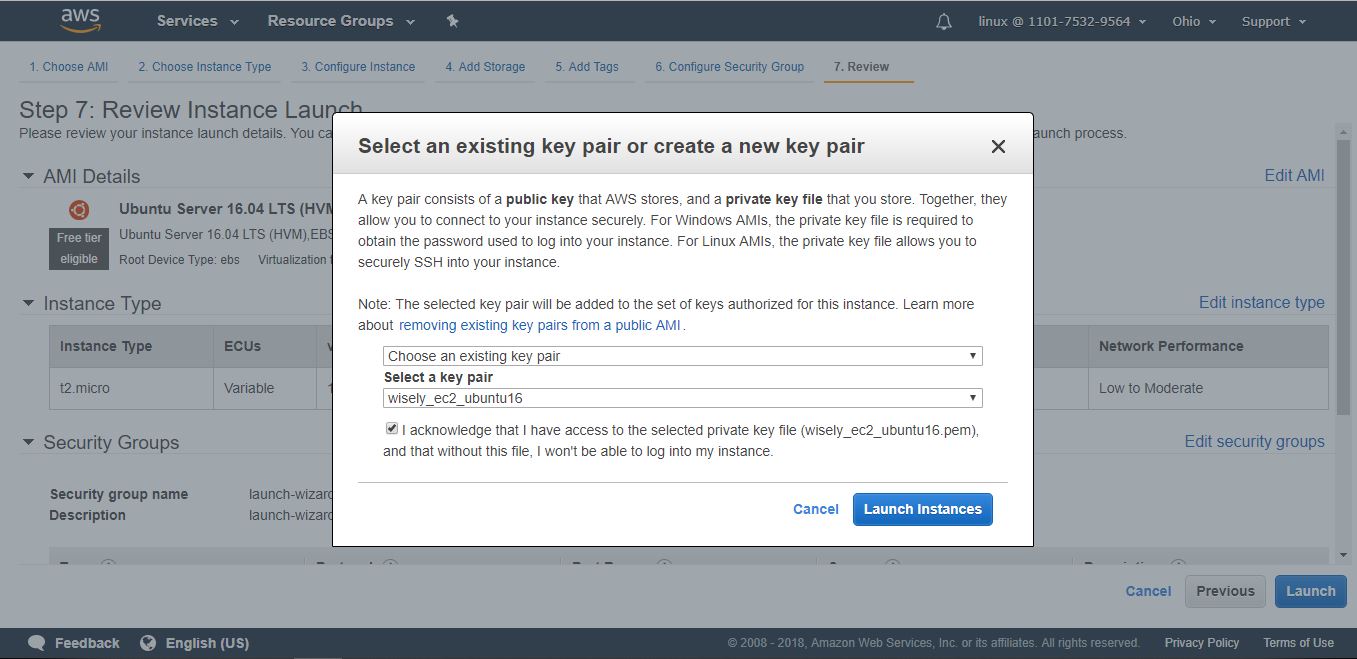 aws
Services
Resource Groups
linux @ 1101-7532-9564
Ohio
Support
1. Choose AMI
2. Choose Instance Type
3. Configure Instance
4. Add Storage
5. Add Tags
6. Configure Security Group
7. Review
Step 7: Review Instance Launch
Please review your instance launch details. You ca
aunch process.
AMI Details
Edit AMI
Ubuntu Server 16.04 LTS (HVM
Free tier
eligible
Ubuntu Server 16.04 LTS (HVM),EBS
Root Device Type: ebs Virtualization
Instance Type
Edit instance type
Instance Type
ECUs
Network Performance
t2.micro
Variable
Low to Moderate
Security Groups
Edit security groups
Security group name
launch-wizard
Description
launch-wizard
Select an existing key pair or create a new key pair
A key pair consists of a public key that AWS stores, and a private key file that you store. Together, they
allow you to connect to your instance securely. For Windows AMIs, the private key file is required to
obtain the password used to log into your instance. For Linux AMIs, the private key file allows you to
securely SSH into your instance.
Note: The selected key pair will be added to the set of keys authorized for this instance. Learn more
about removing existing key pairs from a public AMI .
Choose an existing key pair
Select a key pair
wisely_ec2_ubuntu16
I acknowledge that I have access to the selected private key file (wisely_ec2_ubuntu16.pem),
and that without this file, I won't be able to log into my instance.
Cancel
Launch Instances
Cancel
Previous
Launch
Feedback
English (US)
© 2008 - 2018, Amazon Web Services, Inc. or its affiliates. All rights reserved.
Privacy Policy
Terms of Use